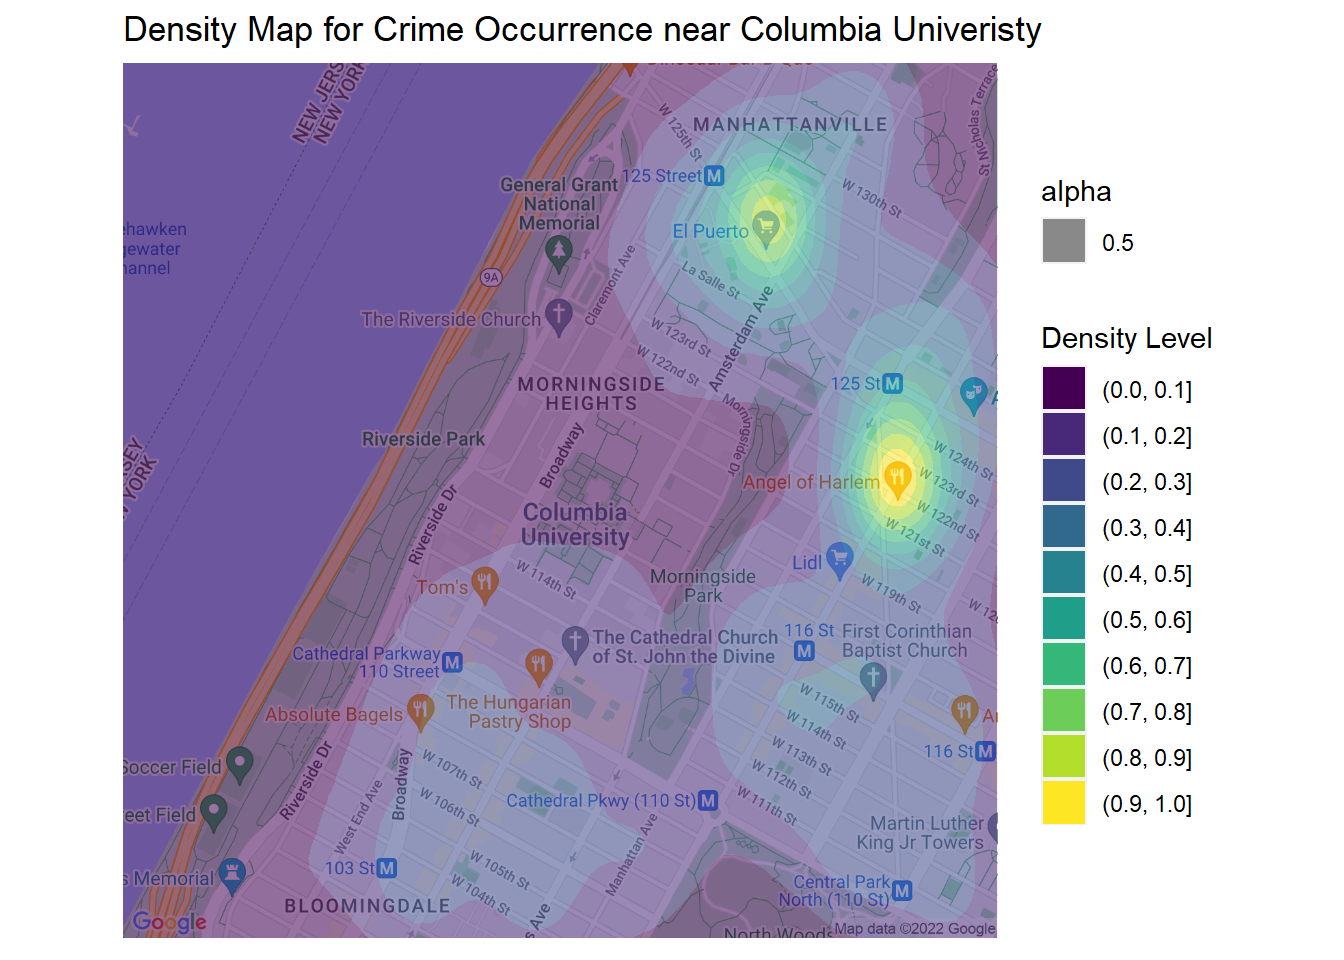 Density Map for Crime Occurrence near Columbia Univeristy
NEW JERS
NEW YORK
W 125th St
MANHATTANVILLE
St Nicholas Terrace
125 Street M
General Grant
National
Memorial
W 130th St
ehawken
gewater
hannel
El Puerto
La Salle St
9A
Claremont Ave
The Riverside Church
W 123rd St
W 122nd St
Amsterdam Ave
MORNINGSIDE
HEIGHTS
125 St M
Morningside Dr
Riverside Park
Broadway
SEY
YORK
W 124th St
W 123rd St
W 122nd St
W 121st St
Angel of Harlem
Riverside Dr
Columbia
University
Lidl
W 114th St
Tom's
Morningside
Park
W 119th St
116 St M
First Corinthian
Baptist Church
The Cathedral Church
of St. John the Divine
Cathedral Parkway
110 Street M
W 115th St
W 114th St
W 113th St
W 112th St
W 111th St
Absolute Bagels
The Hungarian
Pastry Shop
116 St M
Soccer Field
Riverside Dr
Broadway
West End Ave
W 107th St
W 106th St
W 105th St
W 104th St
Cathedral Pkwy (110 St) M
Manhattan Ave
reet Field
Martin Luther
King Jr Towers
s Memorial
103 St M
Central Park
North (110 St) M
BLOOMINGDALE
s Ave
Google
North Woods
Map data ©2022 Google
alpha
0.5
Density Level
(0.0, 0.1]
(0.1, 0.2]
(0.2, 0.3]
(0.3, 0.4]
(0.4, 0.5]
(0.5, 0.6]
(0.6, 0.7]
(0.7, 0.8]
(0.8, 0.9]
(0.9, 1.0]